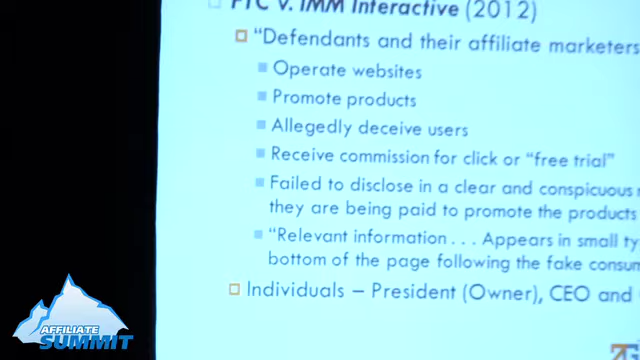 FTC v. IMM Interactive (2012)
“Defendants and their affiliate marketers
Operate websites
Promote products
Allegedly deceive users
Receive commission for click or “free trial”
Failed to disclose in a clear and conspicuous
they are being paid to promote the products
“Relevant information . . . Appears in small ty
bottom of the page following the fake consum
Individuals – President (Owner), CEO and
AFFILIATE
SUMMIT